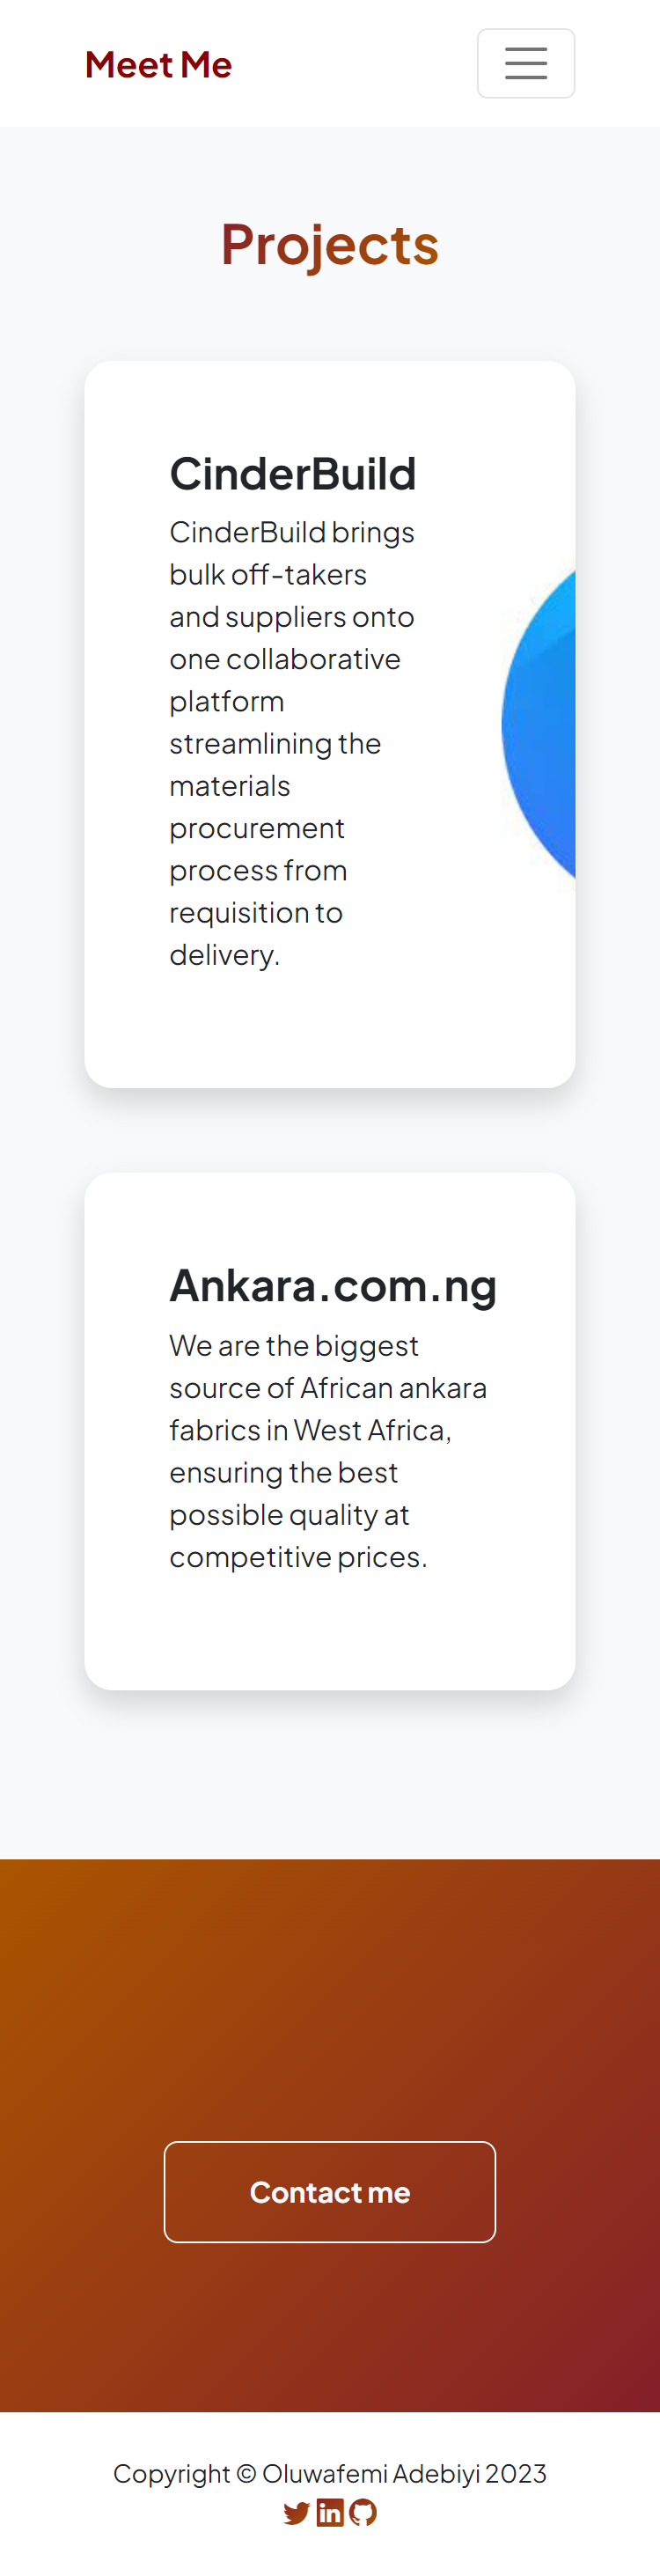 Meet Me
Projects
CinderBuild
CinderBuild brings
bulk off-takers
and suppliers onto
one collaborative
platform
streamlining the
materials
procurement
process from
requisition to
delivery.
Ankara.com.ng
We are the biggest
source of African ankara
fabrics in West Africa,
ensuring the best
possible quality at
competitive prices.
Contact me
Copyright © Oluwafemi Adebiyi 2023